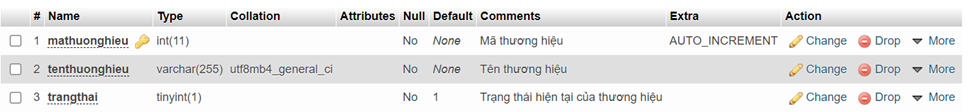 # Name Type Collation Attributes Null Default Comments Extra Action
1 mathuonghieu int(11) No None Mã thương hiệu AUTO_INCREMENT Change Drop More
2 tenthuonghieu varchar(255) utf8mb4_general_ci No None Tên thương hiệu Change Drop More
3 trangthai tinyint(1) No 1 Trạng thái hiện tại của thương hiệu Change Drop More